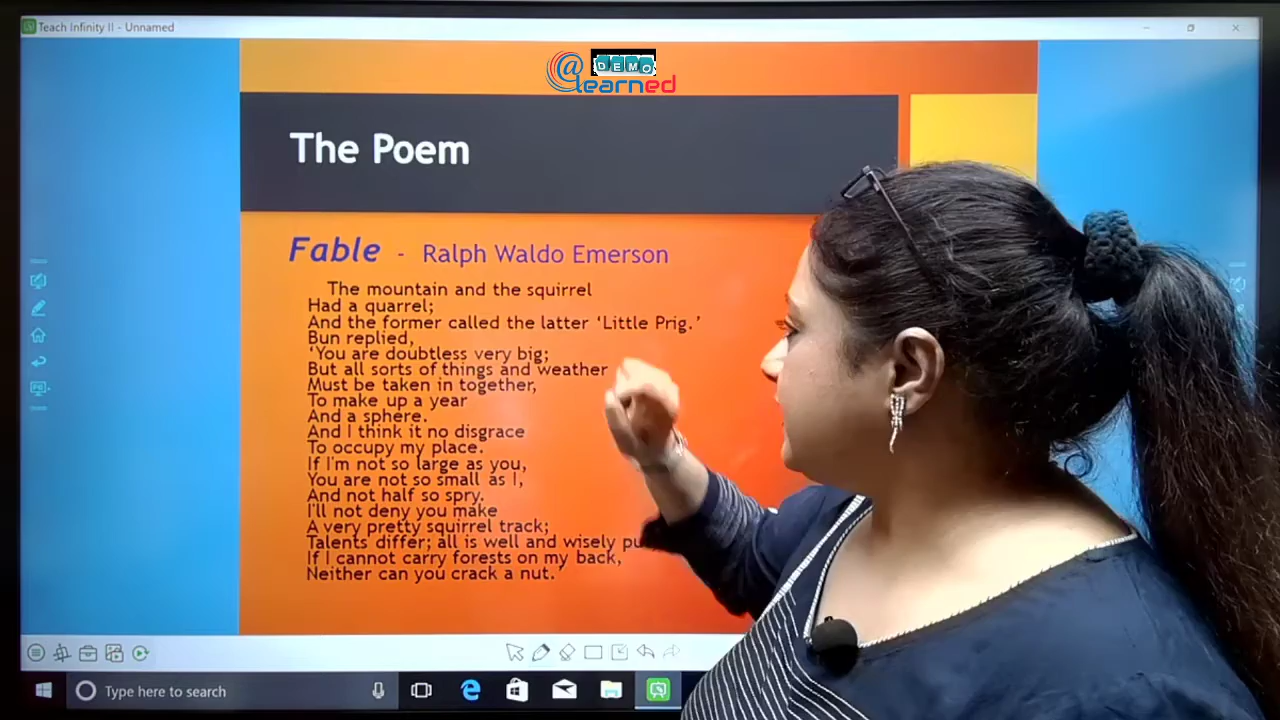 Teach Infinity II - Unnamed
DEMO
@learned
The Poem
Fable - Ralph Waldo Emerson
The mountain and the squirrel
Had a quarrel;
And the former called the latter ‘Little Prig.’
Bun replied,
‘You are doubtless very big;
But all sorts of things and weather
Must be taken in together,
To make up a year
And a sphere.
And I think it no disgrace
To occupy my place.
If I'm not so large as you,
You are not so small as I,
And not half so spry.
I'll not deny you make
A very pretty squirrel track;
Talents differ; all is well and wisely
If I cannot carry forests on my back,
Neither can you crack a nut.’
Type here to search